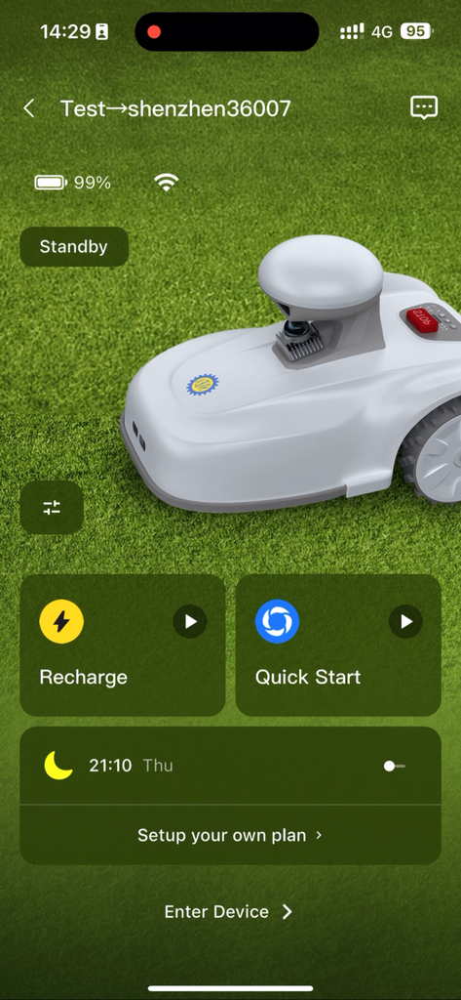 14:29
4G
95
Test→shenzhen36007
99%
Standby
STOP
Recharge
Quick Start
21:10 Thu
Setup your own plan ›
Enter Device